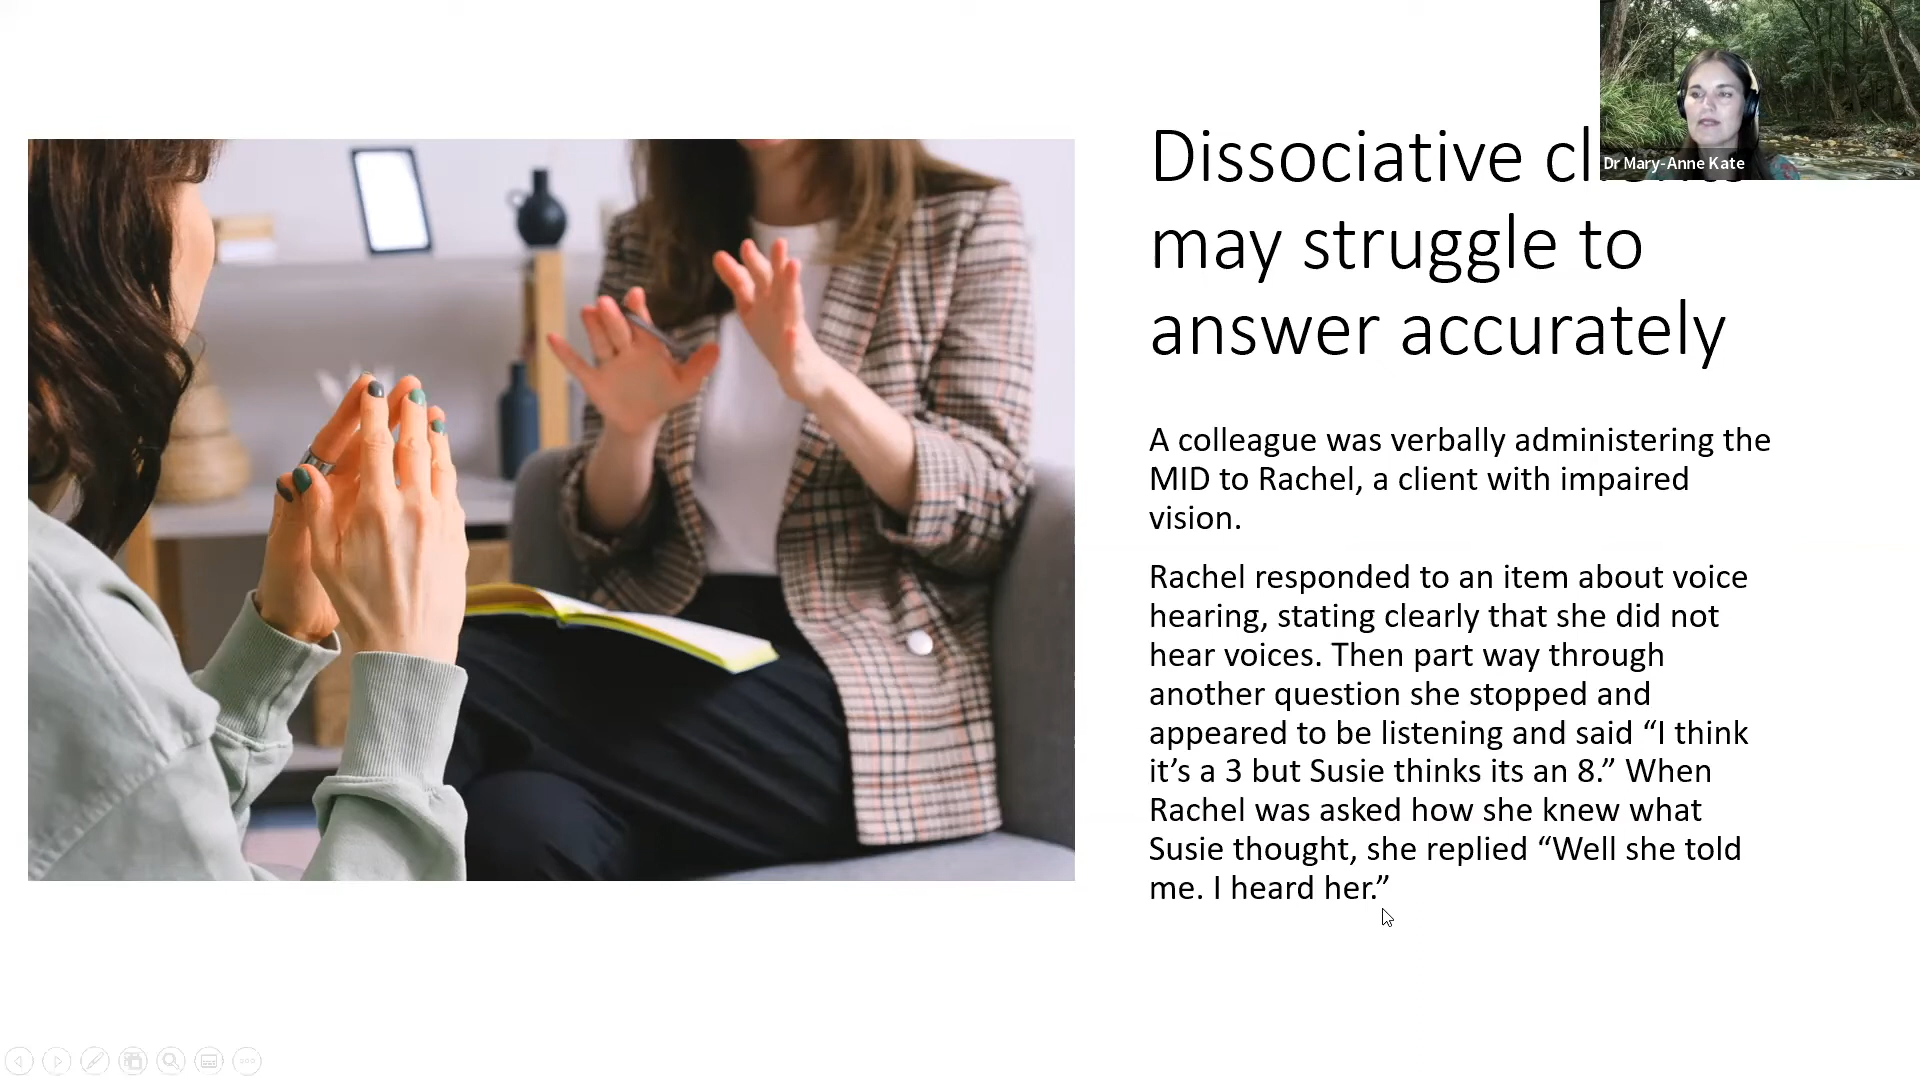 Dissociative
may struggle to
answer accurately
Dr Mary-Anne Kate
A colleague was verbally administering the
MID to Rachel, a client with impaired
vision.
Rachel responded to an item about voice
hearing, stating clearly that she did not
hear voices. Then part way through
another question she stopped and
appeared to be listening and said “I think
it’s a 3 but Susie thinks its an 8.” When
Rachel was asked how she knew what
Susie thought, she replied “Well she told
me. I heard her.”